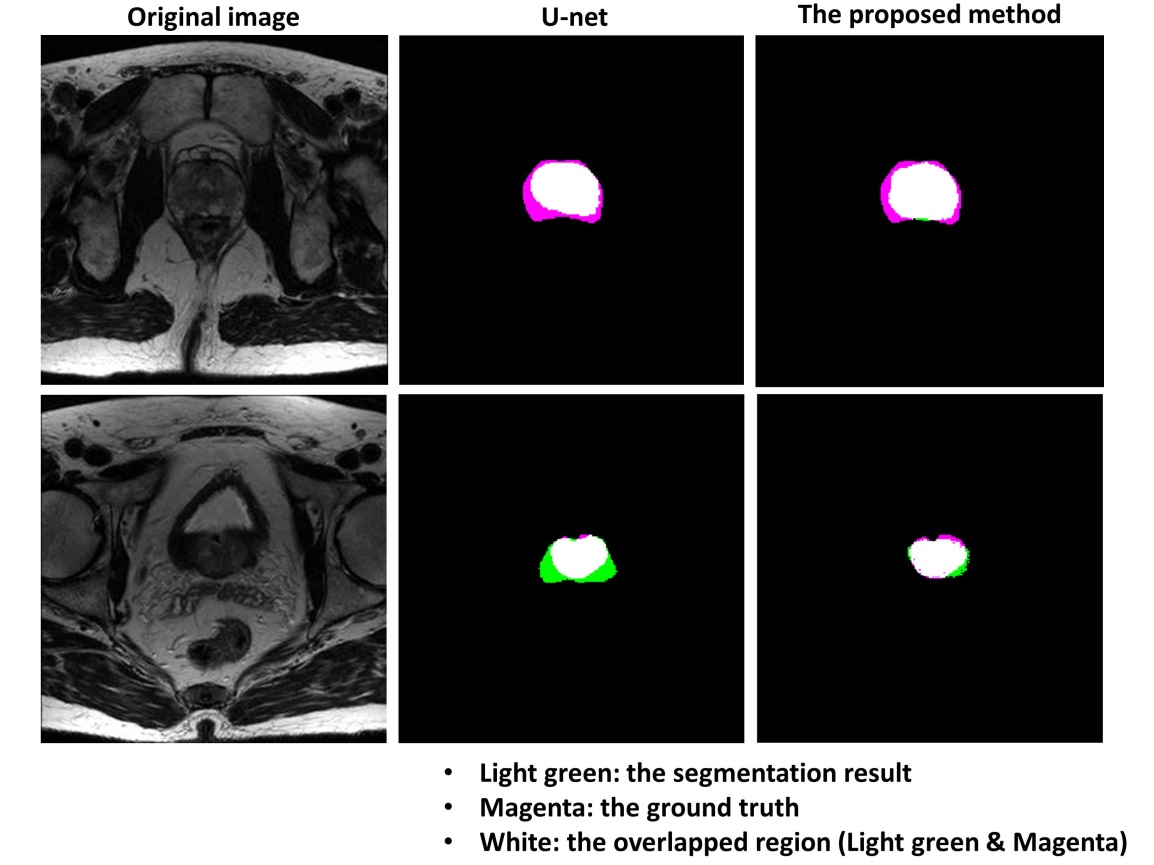 Original image
U-net
The proposed method
• Light green: the segmentation result
• Magenta: the ground truth
• White: the overlapped region (Light green & Magenta)